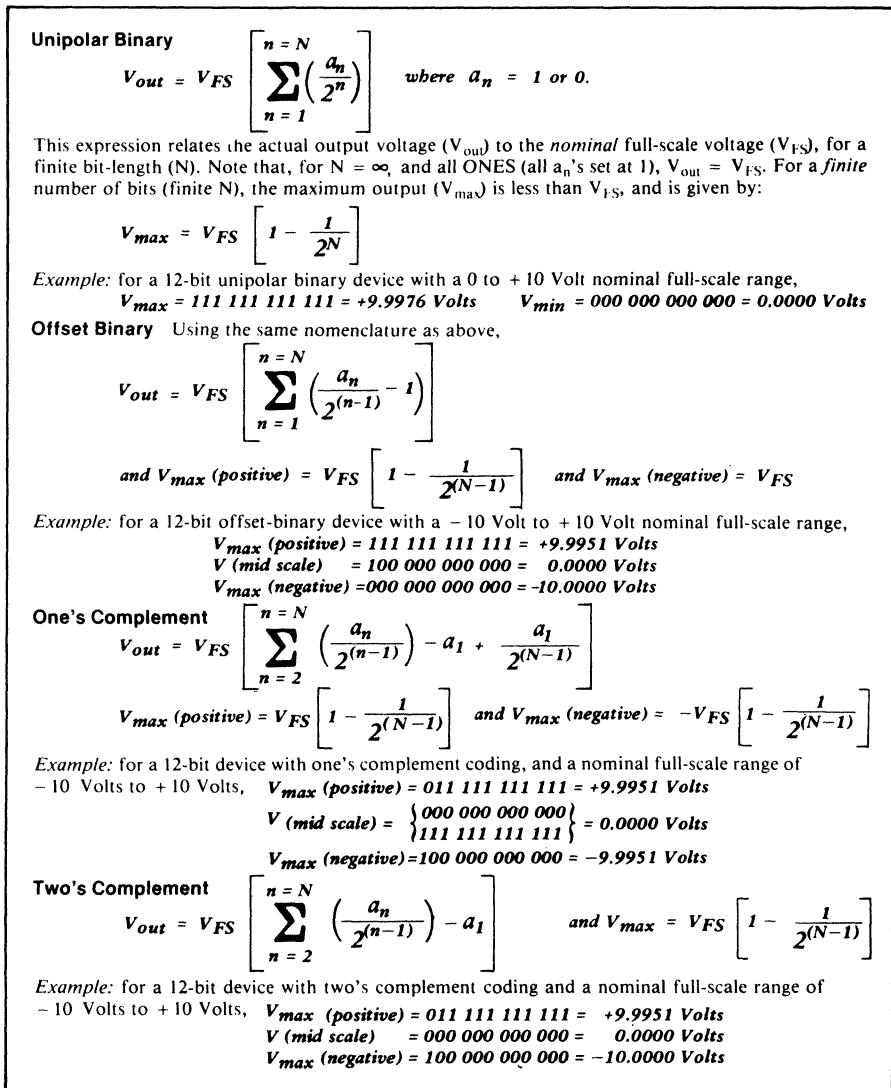 Unipolar Binary
V_out = V_FS [ \sum_{n = 1}^{n = N} ( a_n / 2^n ) ] where a_n = 1 or 0.
This expression relates the actual output voltage (V_out) to the nominal full-scale voltage (V_FS), for a
finite bit-length (N). Note that, for N = ∞, and all ONES (all a_n's set at 1), V_out = V_FS. For a finite
number of bits (finite N), the maximum output (V_max) is less than V_FS, and is given by:
V_max = V_FS [ 1 - 1 / 2^N ]
Example: for a 12-bit unipolar binary device with a 0 to + 10 Volt nominal full-scale range,
V_max = 111 111 111 111 = +9.9976 Volts V_min = 000 000 000 000 = 0.0000 Volts
Offset Binary Using the same nomenclature as above,
V_out = V_FS [ \sum_{n = 1}^{n = N} ( a_n / 2^(n-1) - 1 ) ]
and V_max (positive) = V_FS [ 1 - 1 / 2^(N-1) ] and V_max (negative) = V_FS
Example: for a 12-bit offset-binary device with a - 10 Volt to + 10 Volt nominal full-scale range,
V_max (positive) = 111 111 111 111 = +9.9951 Volts
V (mid scale) = 100 000 000 000 = 0.0000 Volts
V_max (negative) =000 000 000 000 = -10.0000 Volts
One's Complement
V_out = V_FS [ \sum_{n = 2}^{n = N} ( a_n / 2^(n-1) ) - a_1 + a_1 / 2^(N-1) ]
V_max (positive) = V_FS [ 1 - 1 / 2^(N-1) ] and V_max (negative) = -V_FS [ 1 - 1 / 2^(N-1) ]
Example: for a 12-bit device with one's complement coding, and a nominal full-scale range of
- 10 Volts to + 10 Volts, V_max (positive) = 011 111 111 111 = +9.9951 Volts
V (mid scale) = { 000 000 000 000
111 111 111 111 } = 0.0000 Volts
V_max (negative) =100 000 000 000 = -9.9951 Volts
Two's Complement
V_out = V_FS [ \sum_{n = 2}^{n = N} ( a_n / 2^(n-1) ) - a_1 ] and V_max = V_FS [ 1 - 1 / 2^(N-1) ]
Example: for a 12-bit device with two's complement coding and a nominal full-scale range of
- 10 Volts to + 10 Volts, V_max (positive) = 011 111 111 111 = +9.9951 Volts
V (mid scale) = 000 000 000 000 = 0.0000 Volts
V_max (negative) = 100 000 000 000 = -10.0000 Volts